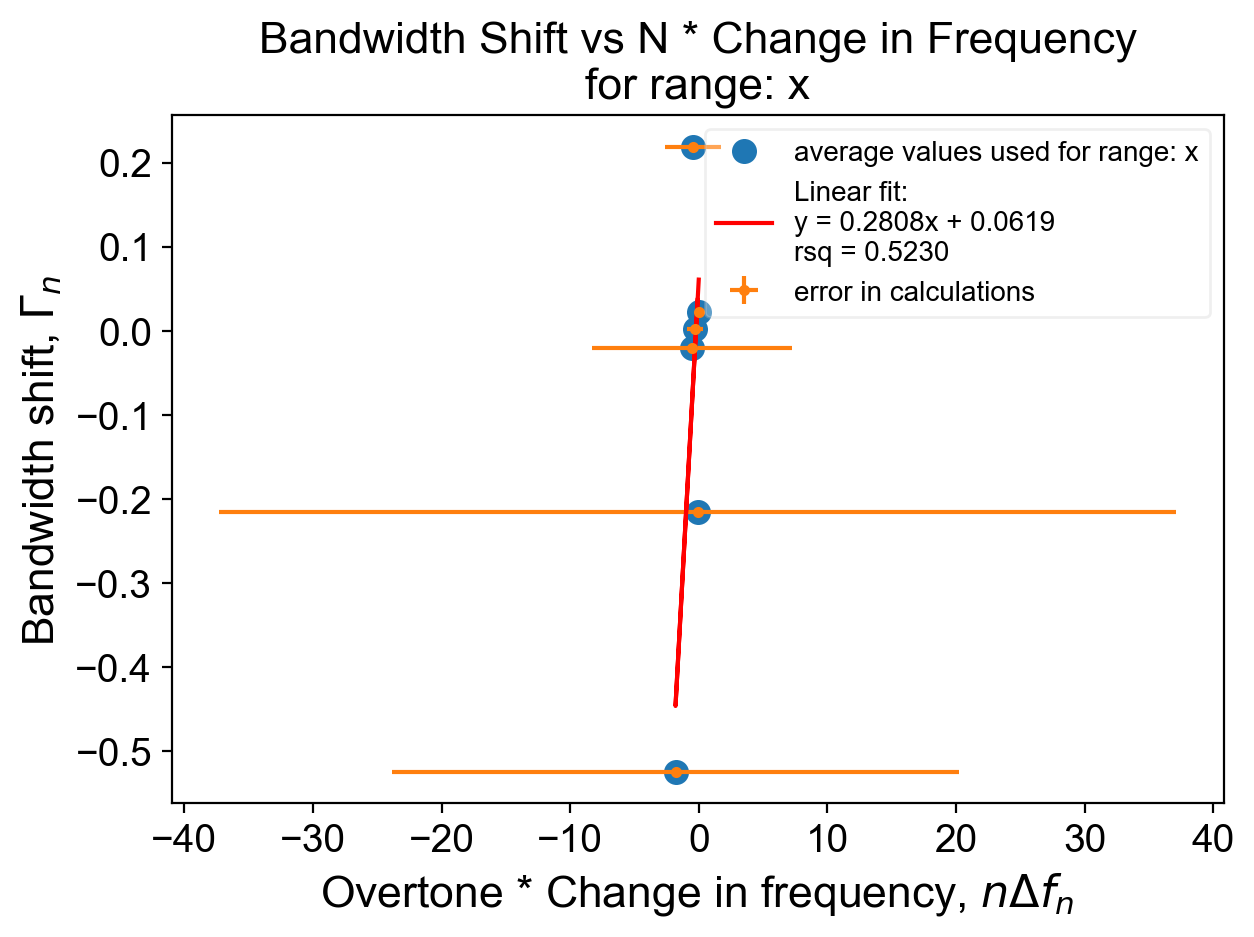 Bandwidth Shift vs N * Change in Frequency
for range: x
average values used for range: x
Linear fit:
y = 0.2808x + 0.0619
rsq = 0.5230
error in calculations
Bandwidth shift, Γn
0.2
0.1
0.0
−0.1
−0.2
−0.3
−0.4
−0.5
−40 −30 −20 −10 0 10 20 30 40
Overtone * Change in frequency, nΔfn